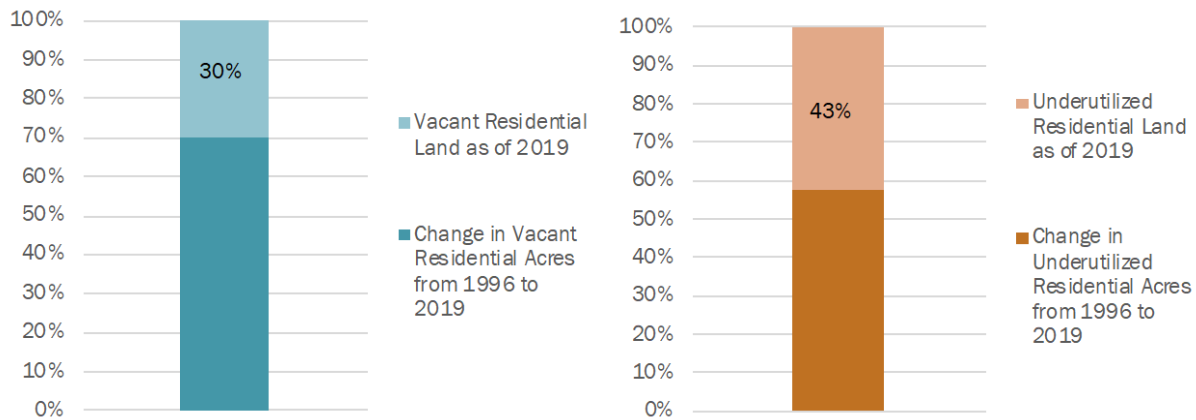 100%
90%
80%
70%
60%
50%
40%
30%
20%
10%
0%
30%
Vacant Residential
Land as of 2019
Change in Vacant
Residential Acres
from 1996 to
2019
100%
90%
80%
70%
60%
50%
40%
30%
20%
10%
0%
43%
Underutilized
Residential Land
as of 2019
Change in
Underutilized
Residential Acres
from 1996 to
2019